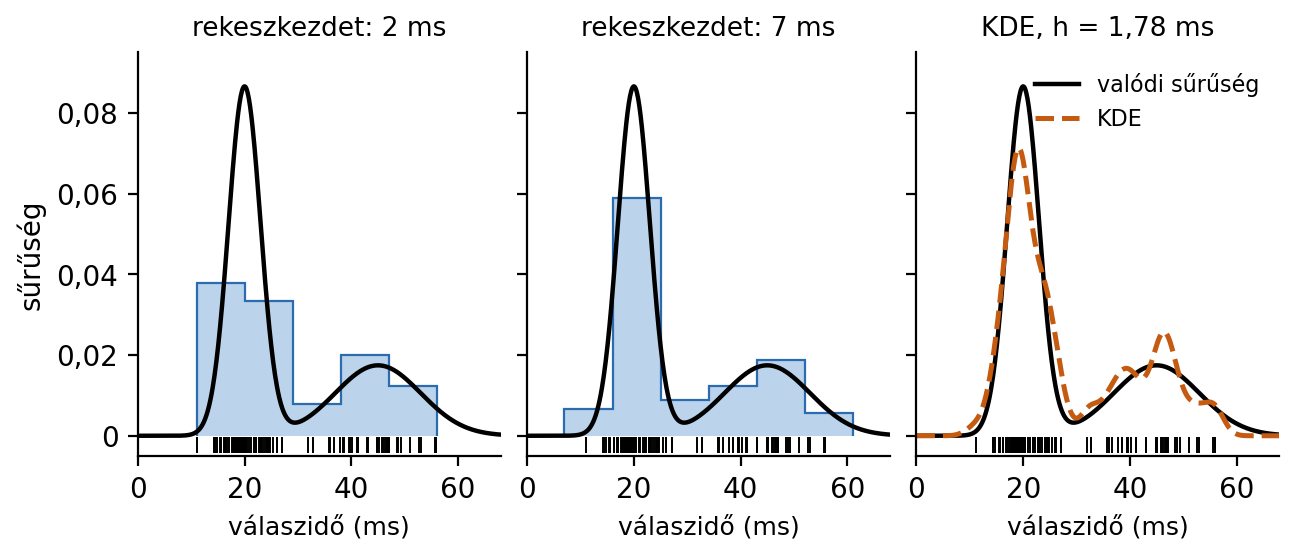 rekeszkezdet: 2 ms
rekeszkezdet: 7 ms
KDE, h = 1,78 ms
valódi sűrűség
KDE
sűrűség
0,08
0,06
0,04
0,02
0
0 20 40 60
0 20 40 60
0 20 40 60
válaszidő (ms)
válaszidő (ms)
válaszidő (ms)